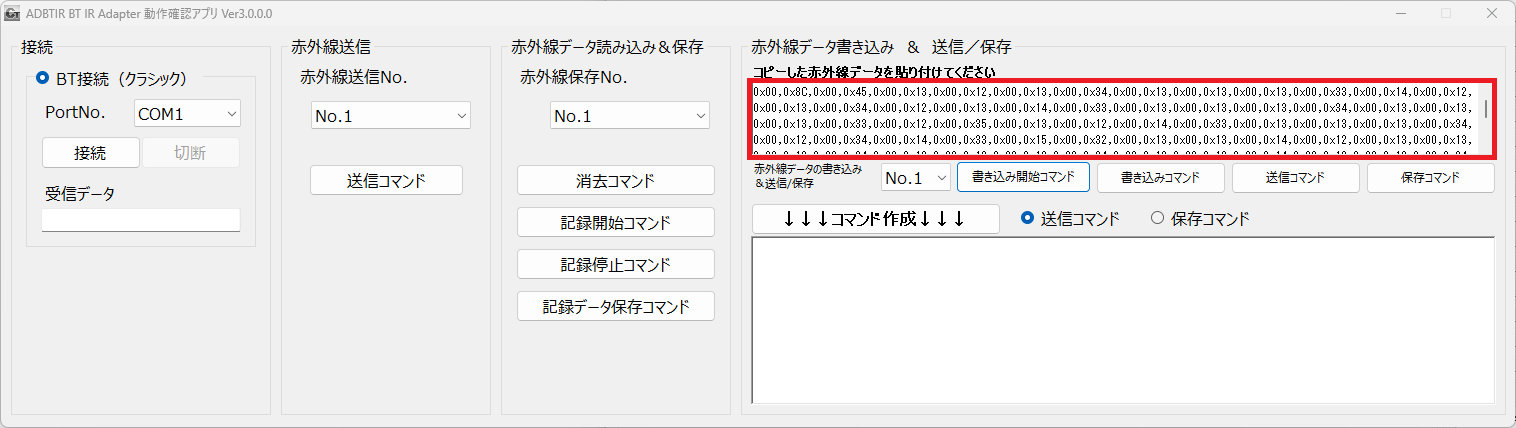 ADBTIR BT IR Adapter 動作確認アプリ Ver3.0.0.0
接続
BT接続（クラシック）
PortNo.
COM1
接続
切断
受信データ
赤外線送信
赤外線送信No.
No.1
送信コマンド
赤外線データ読み込み＆保存
赤外線保存No.
No.1
消去コマンド
記録開始コマンド
記録停止コマンド
記録データ保存コマンド
赤外線データ書き込み　＆　送信／保存
コピーした赤外線データを貼り付けてください
0x00,0x8C,0x00,0x45,0x00,0x13,0x00,0x12,0x00,0x13,0x00,0x34,0x00,0x13,0x00,0x13,0x00,0x13,0x00,0x33,0x00,0x14,0x00,0x12,
0x00,0x13,0x00,0x34,0x00,0x12,0x00,0x13,0x00,0x14,0x00,0x33,0x00,0x13,0x00,0x13,0x00,0x34,0x00,0x13,0x00,0x13,
0x00,0x13,0x00,0x33,0x00,0x12,0x00,0x35,0x00,0x13,0x00,0x12,0x00,0x14,0x00,0x33,0x00,0x13,0x00,0x13,0x00,0x34,
0x00,0x12,0x00,0x34,0x00,0x14,0x00,0x33,0x00,0x15,0x00,0x32,0x00,0x13,0x00,0x13,0x00,0x14,0x00,0x12,0x00,0x13,
赤外線データの書き込み
＆送信/保存
No.1
書き込み開始コマンド
書き込みコマンド
送信コマンド
保存コマンド
↓↓↓コマンド作成↓↓↓
送信コマンド
保存コマンド